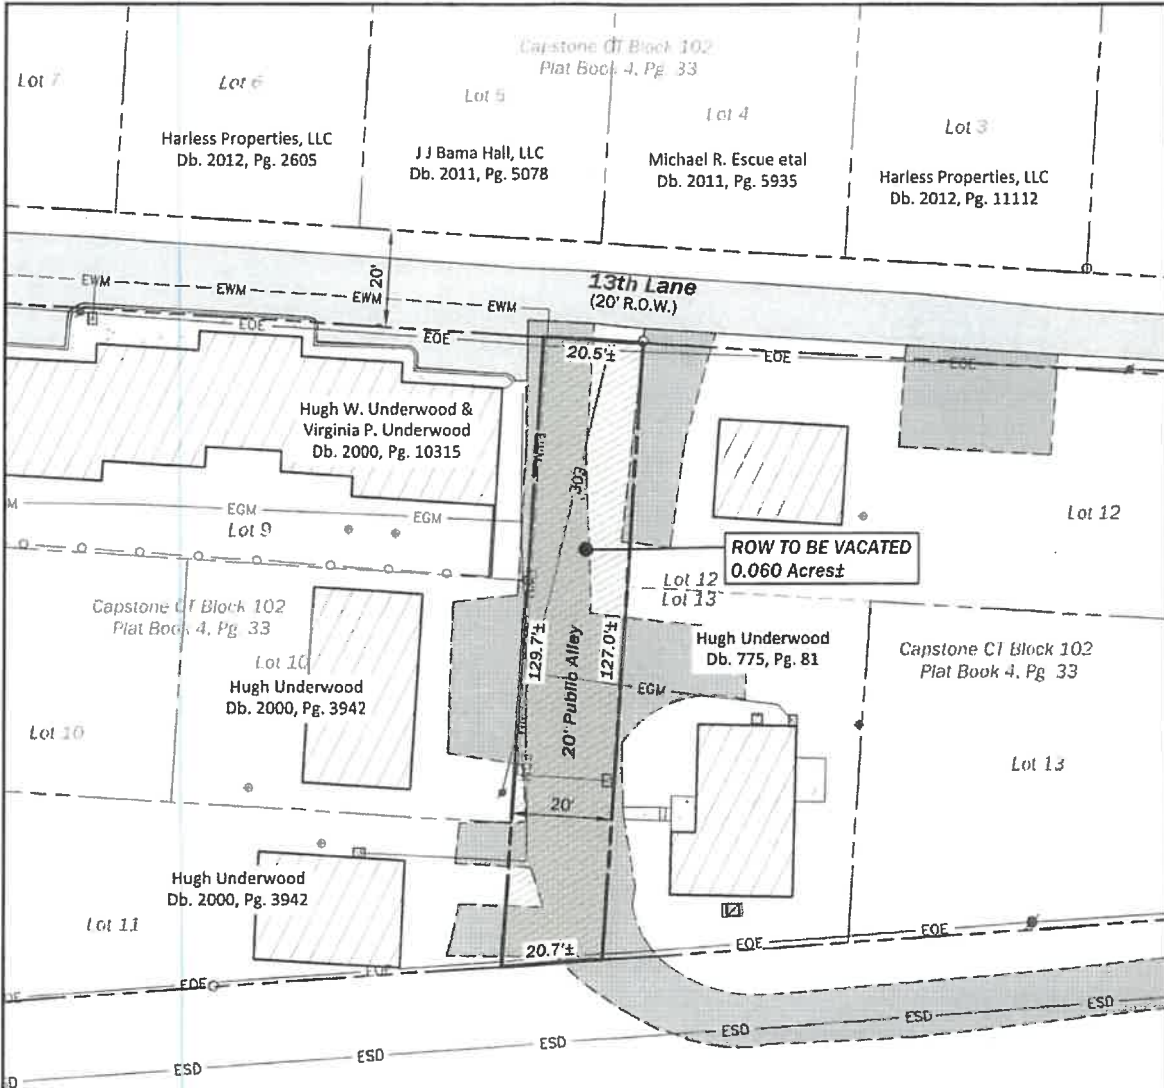 Capstone CT Block 102
Plat Book 4, Pg. 33
Lot 7
Lot 6
Lot 5
Lot 4
Lot 3
Harless Properties, LLC
Db. 2012, Pg. 2605
J J Bama Hall, LLC
Db. 2011, Pg. 5078
Michael R. Escue etal
Db. 2011, Pg. 5935
Harless Properties, LLC
Db. 2012, Pg. 11112
20'
13th Lane
(20' R.O.W.)
EWM
EWM
EWM
EWM
EOE
EOE
EOE
EOE
20.5'±
Hugh W. Underwood &
Virginia P. Underwood
Db. 2000, Pg. 10315
303
M
EGM
EGM
Lot 9
Lot 12
ROW TO BE VACATED
0.060 Acres±
Lot 12
Lot 13
Capstone CT Block 102
Plat Book 4, Pg. 33
Lot 10
Hugh Underwood
Db. 2000, Pg. 3942
Lot 10
129.7'±
20' Public Alley
127.0'±
EGM
Hugh Underwood
Db. 775, Pg. 81
Capstone CT Block 102
Plat Book 4, Pg. 33
Lot 13
20'
Hugh Underwood
Db. 2000, Pg. 3942
Lot 11
20.7'±
EOE
EOE
EOE
EOE
OE
ESD
ESD
ESD
ESD
ESD
ESD
SD